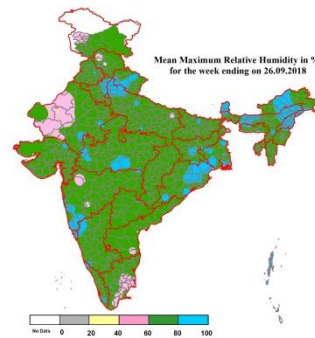 Mean Maximum Relative Humidity in %
for the week ending on 26.09.2018
No Data 0 20 40 60 80 100